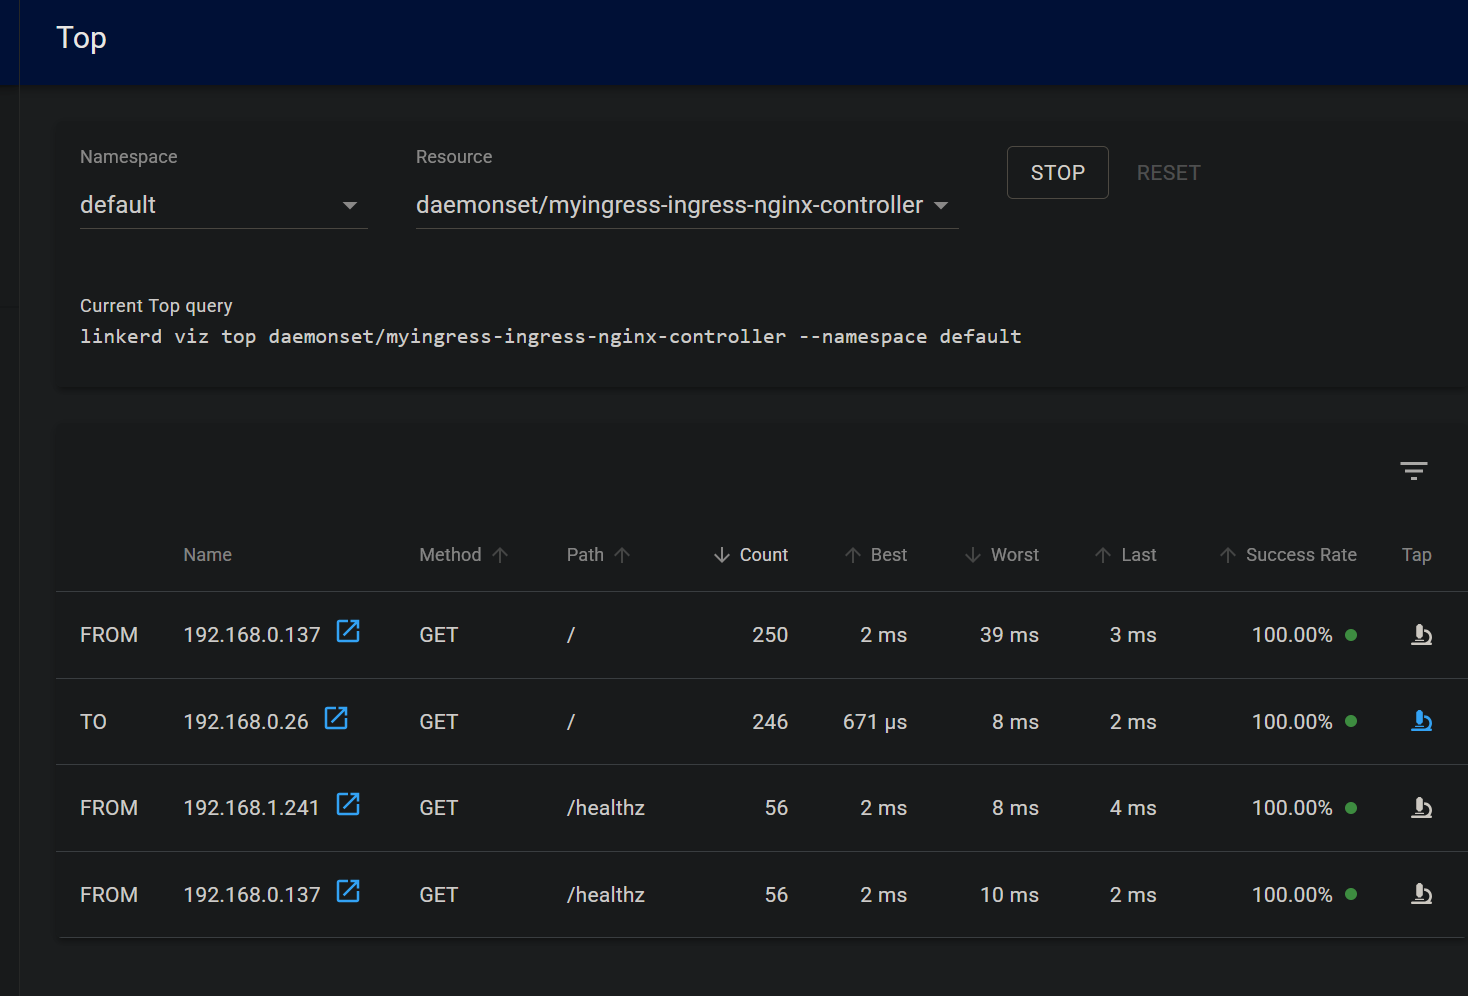 Top
Namespace Resource
default daemonset/myingress-ingress-nginx-controller STOP RESET
Current Top query
linkerd viz top daemonset/myingress-ingress-nginx-controller --namespace default
Name Method Path Count Best Worst Last Success Rate Tap
FROM 192.168.0.137 GET / 250 2 ms 39 ms 3 ms 100.00%
TO 192.168.0.26 GET / 246 671 µs 8 ms 2 ms 100.00%
FROM 192.168.1.241 GET /healthz 56 2 ms 8 ms 4 ms 100.00%
FROM 192.168.0.137 GET /healthz 56 2 ms 10 ms 2 ms 100.00%